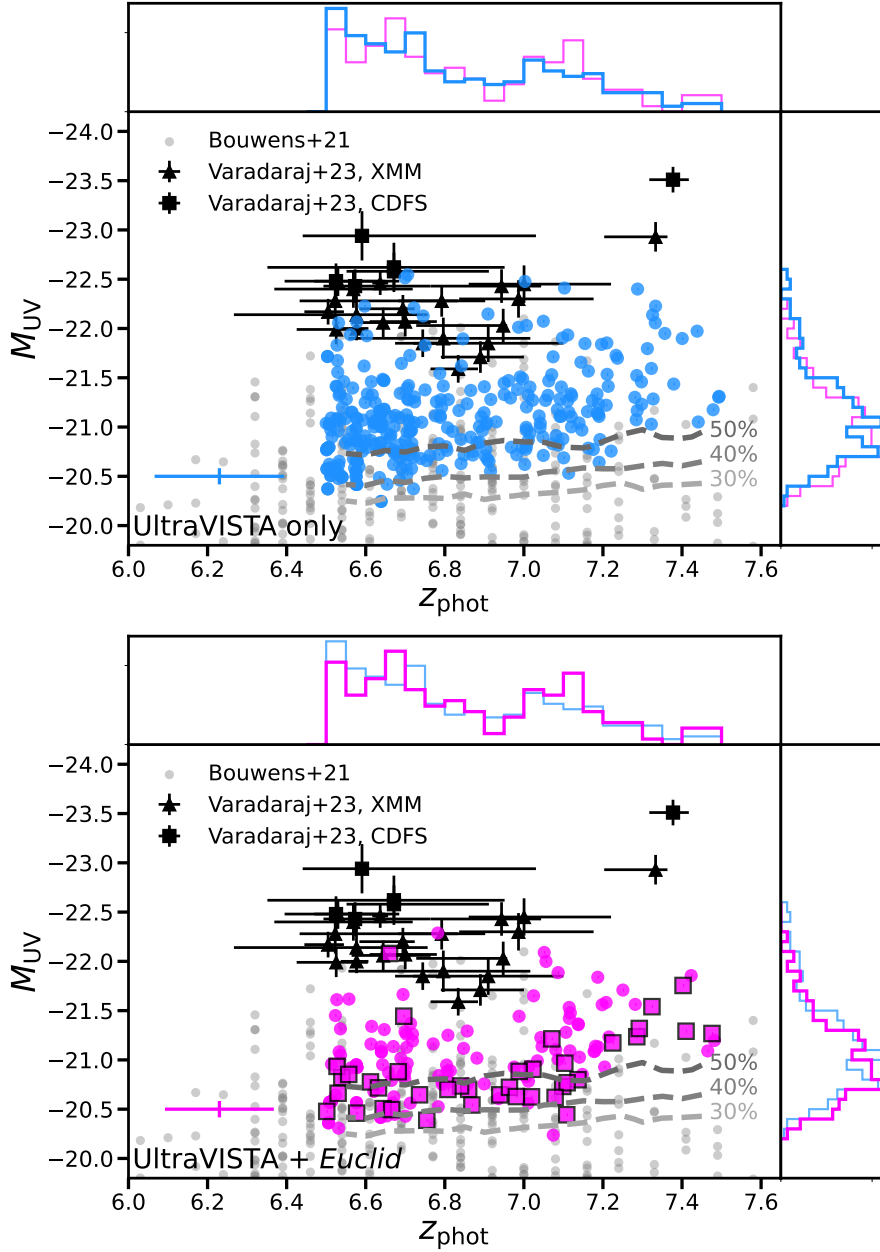 −24.0
−23.5
−23.0
−22.5
−22.0
−21.5
−21.0
−20.5
−20.0
M_UV
Bouwens+21
Varadaraj+23, XMM
Varadaraj+23, CDFS
50%
40%
30%
UltraVISTA only
6.0 6.2 6.4 6.6 6.8 7.0 7.2 7.4 7.6
z_phot
−24.0
−23.5
−23.0
−22.5
−22.0
−21.5
−21.0
−20.5
−20.0
M_UV
Bouwens+21
Varadaraj+23, XMM
Varadaraj+23, CDFS
50%
40%
30%
UltraVISTA + Euclid
6.0 6.2 6.4 6.6 6.8 7.0 7.2 7.4 7.6
z_phot